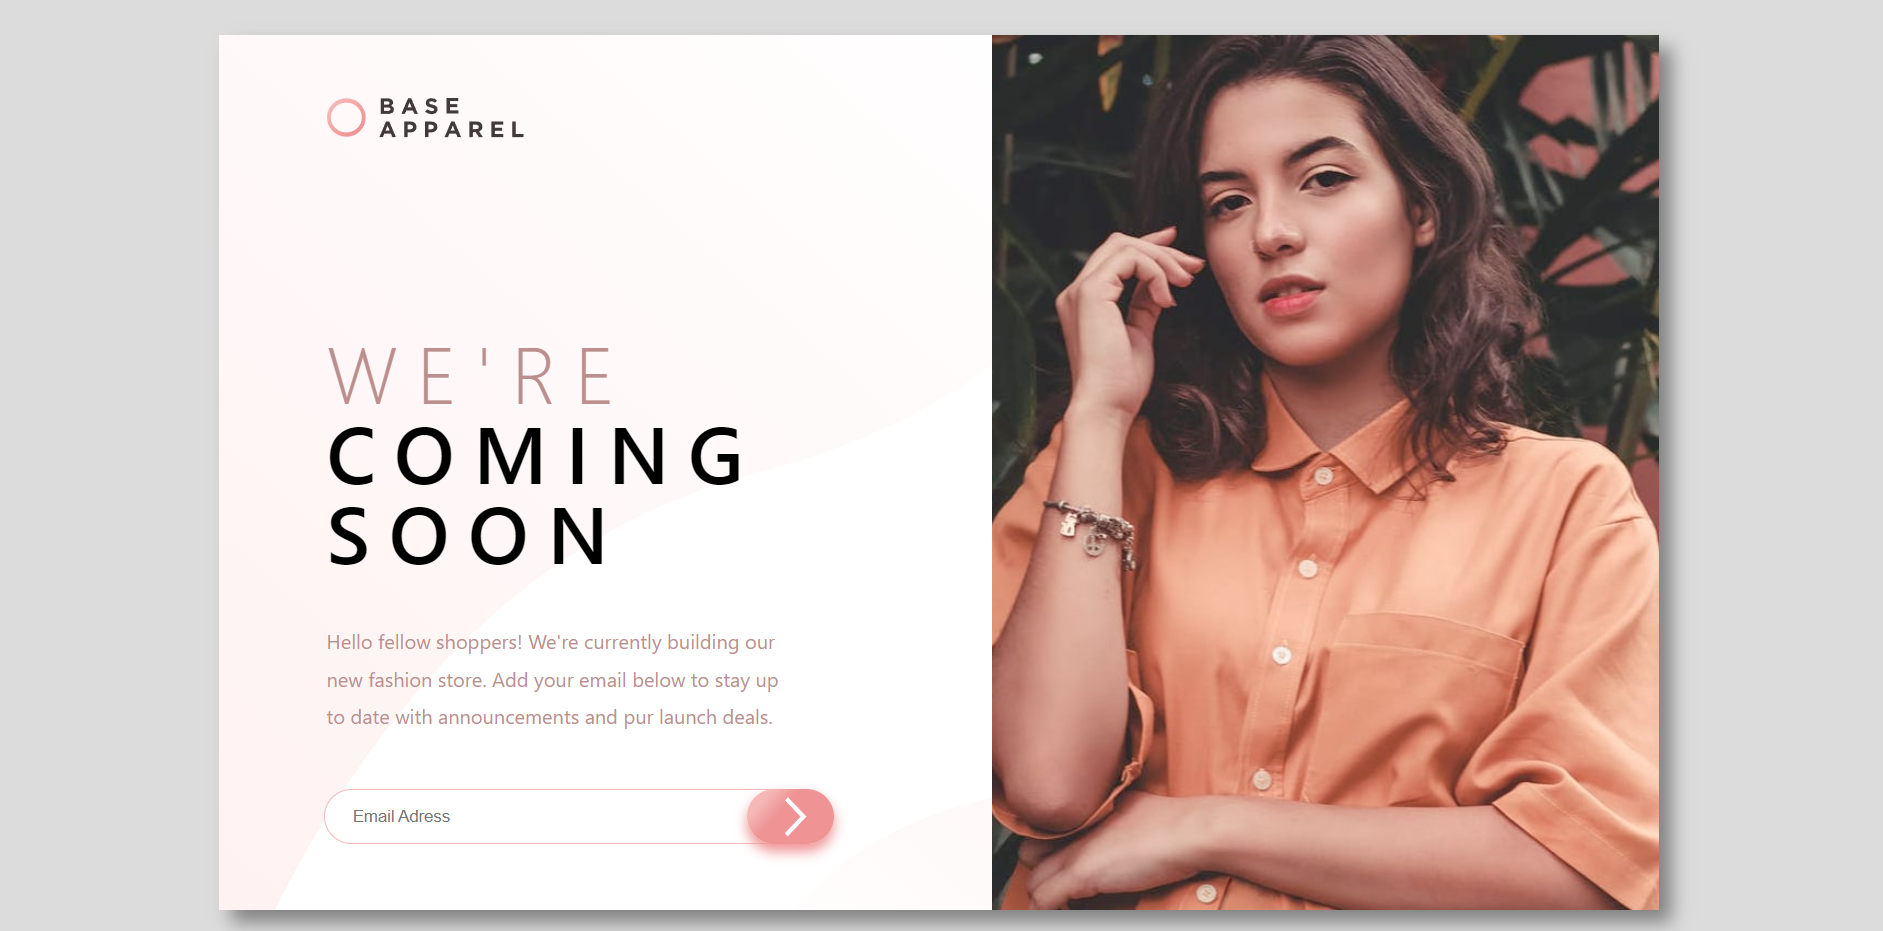 BASE
APPAREL
WE'RE
COMING
SOON
Hello fellow shoppers! We're currently building our
new fashion store. Add your email below to stay up
to date with announcements and pur launch deals.
Email Adress